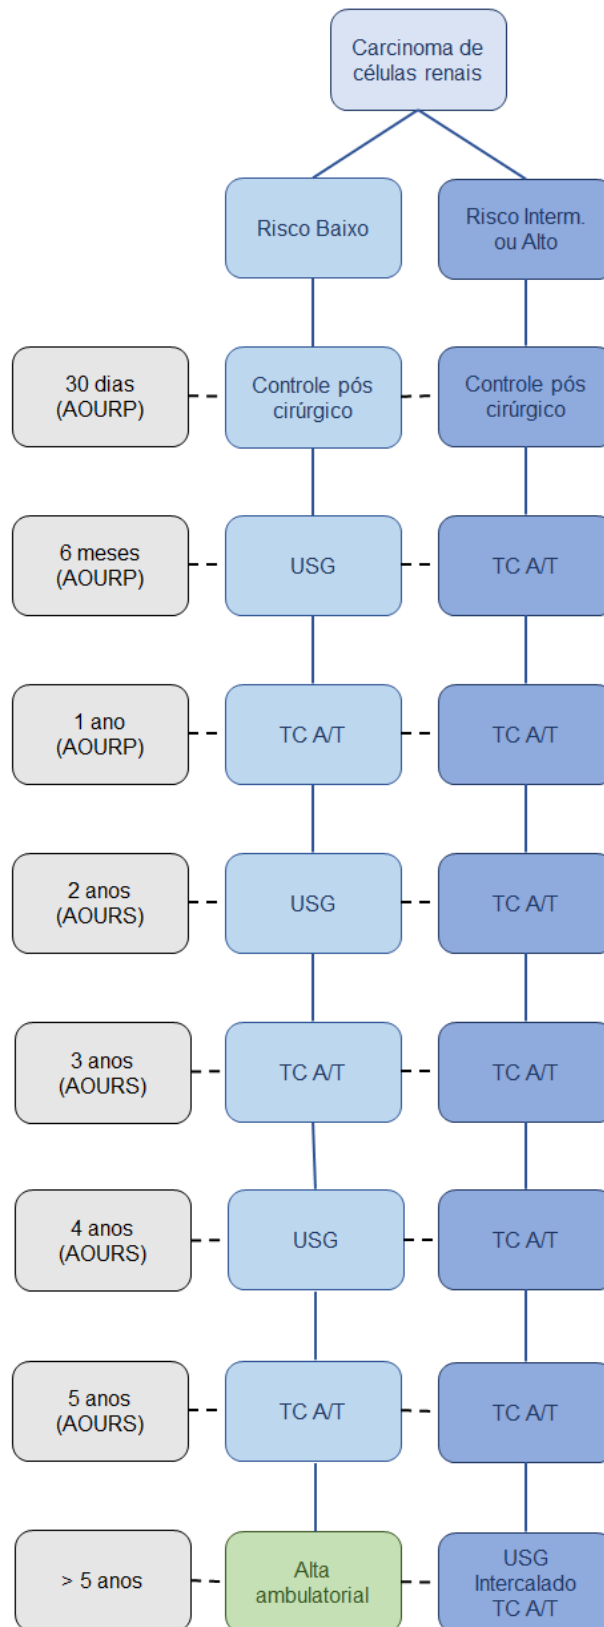 Carcinoma de
células renais
Risco Baixo
Risco Interm.
ou Alto
30 dias
(AOURP)
Controle pós
cirúrgico
Controle pós
cirúrgico
6 meses
(AOURP)
USG
TC A/T
1 ano
(AOURP)
TC A/T
TC A/T
2 anos
(AOURS)
USG
TC A/T
3 anos
(AOURS)
TC A/T
TC A/T
4 anos
(AOURS)
USG
TC A/T
5 anos
(AOURS)
TC A/T
TC A/T
> 5 anos
Alta
ambulatorial
USG
Intercalado
TC A/T